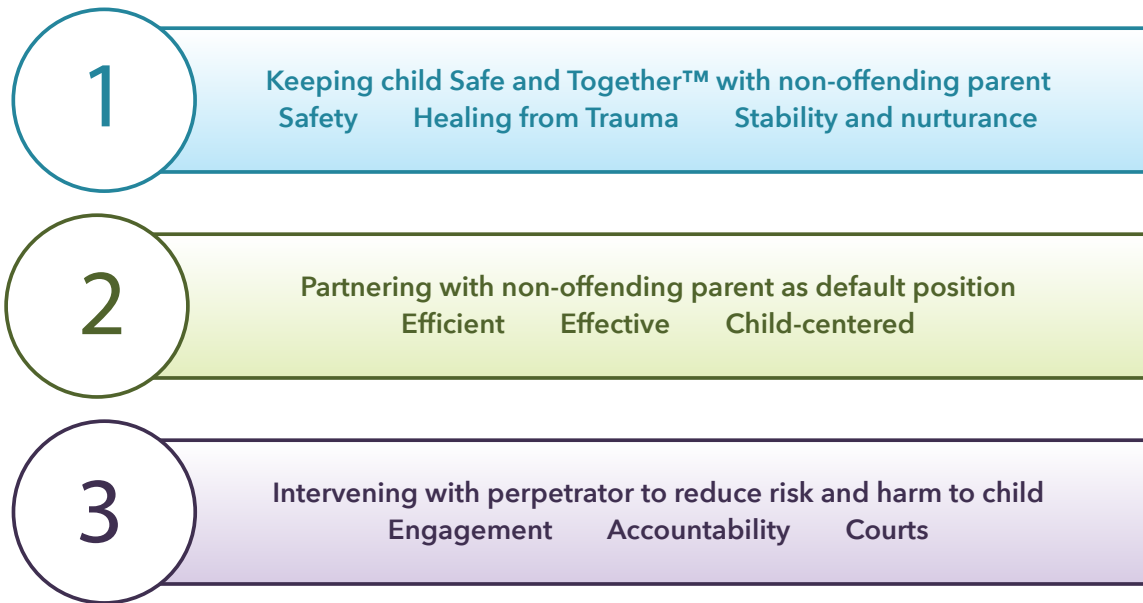 1
Keeping child Safe and Together™ with non-offending parent
Safety Healing from Trauma Stability and nurturance
2
Partnering with non-offending parent as default position
Efficient Effective Child-centered
3
Intervening with perpetrator to reduce risk and harm to child
Engagement Accountability Courts